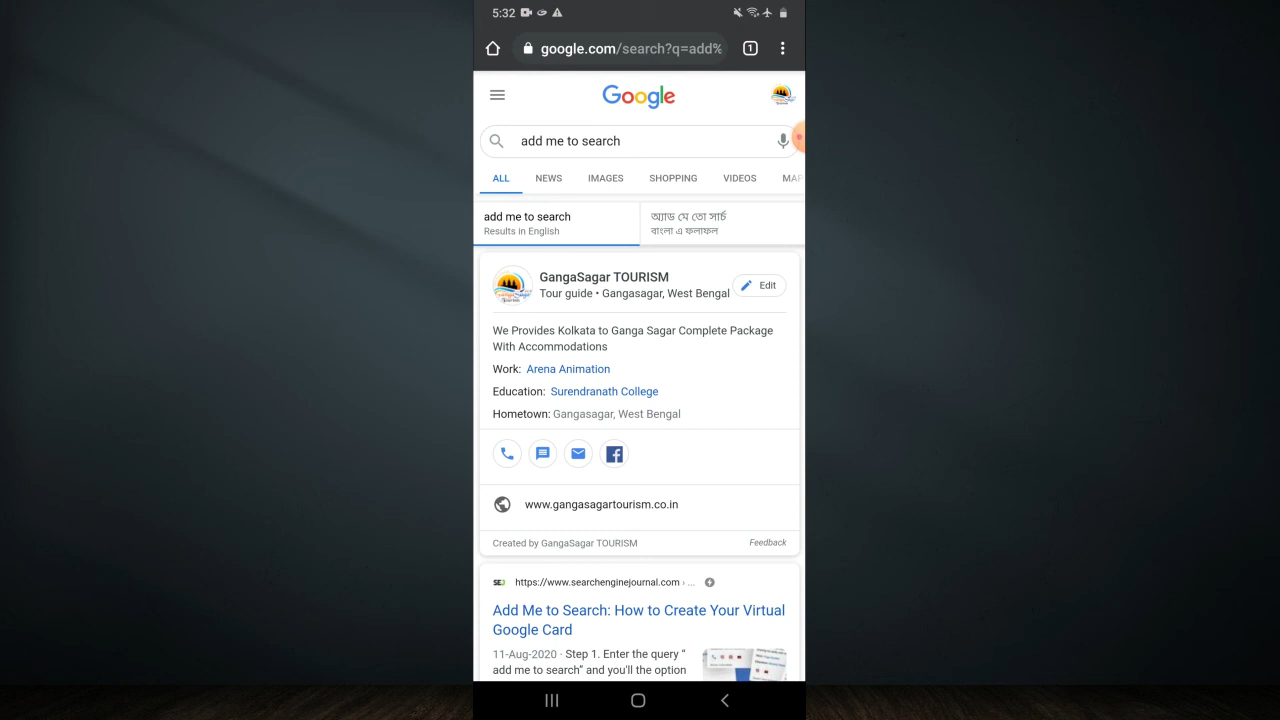 5:32
google.com/search?q=add%
1
Google
add me to search
ALL NEWS IMAGES SHOPPING VIDEOS MAP
add me to search
Results in English
অ্যাড মে তো সার্চ
বাংলা এ ফলাফল
GangaSagar TOURISM
Tour guide • Gangasagar, West Bengal
Edit
We Provides Kolkata to Ganga Sagar Complete Package
With Accommodations
Work: Arena Animation
Education: Surendranath College
Hometown: Gangasagar, West Bengal
www.gangasagartourism.co.in
Created by GangaSagar TOURISM
Feedback
SEJ https://www.searchenginejournal.com › ...
Add Me to Search: How to Create Your Virtual
Google Card
11-Aug-2020 · Step 1. Enter the query “
add me to search” and you'll the option